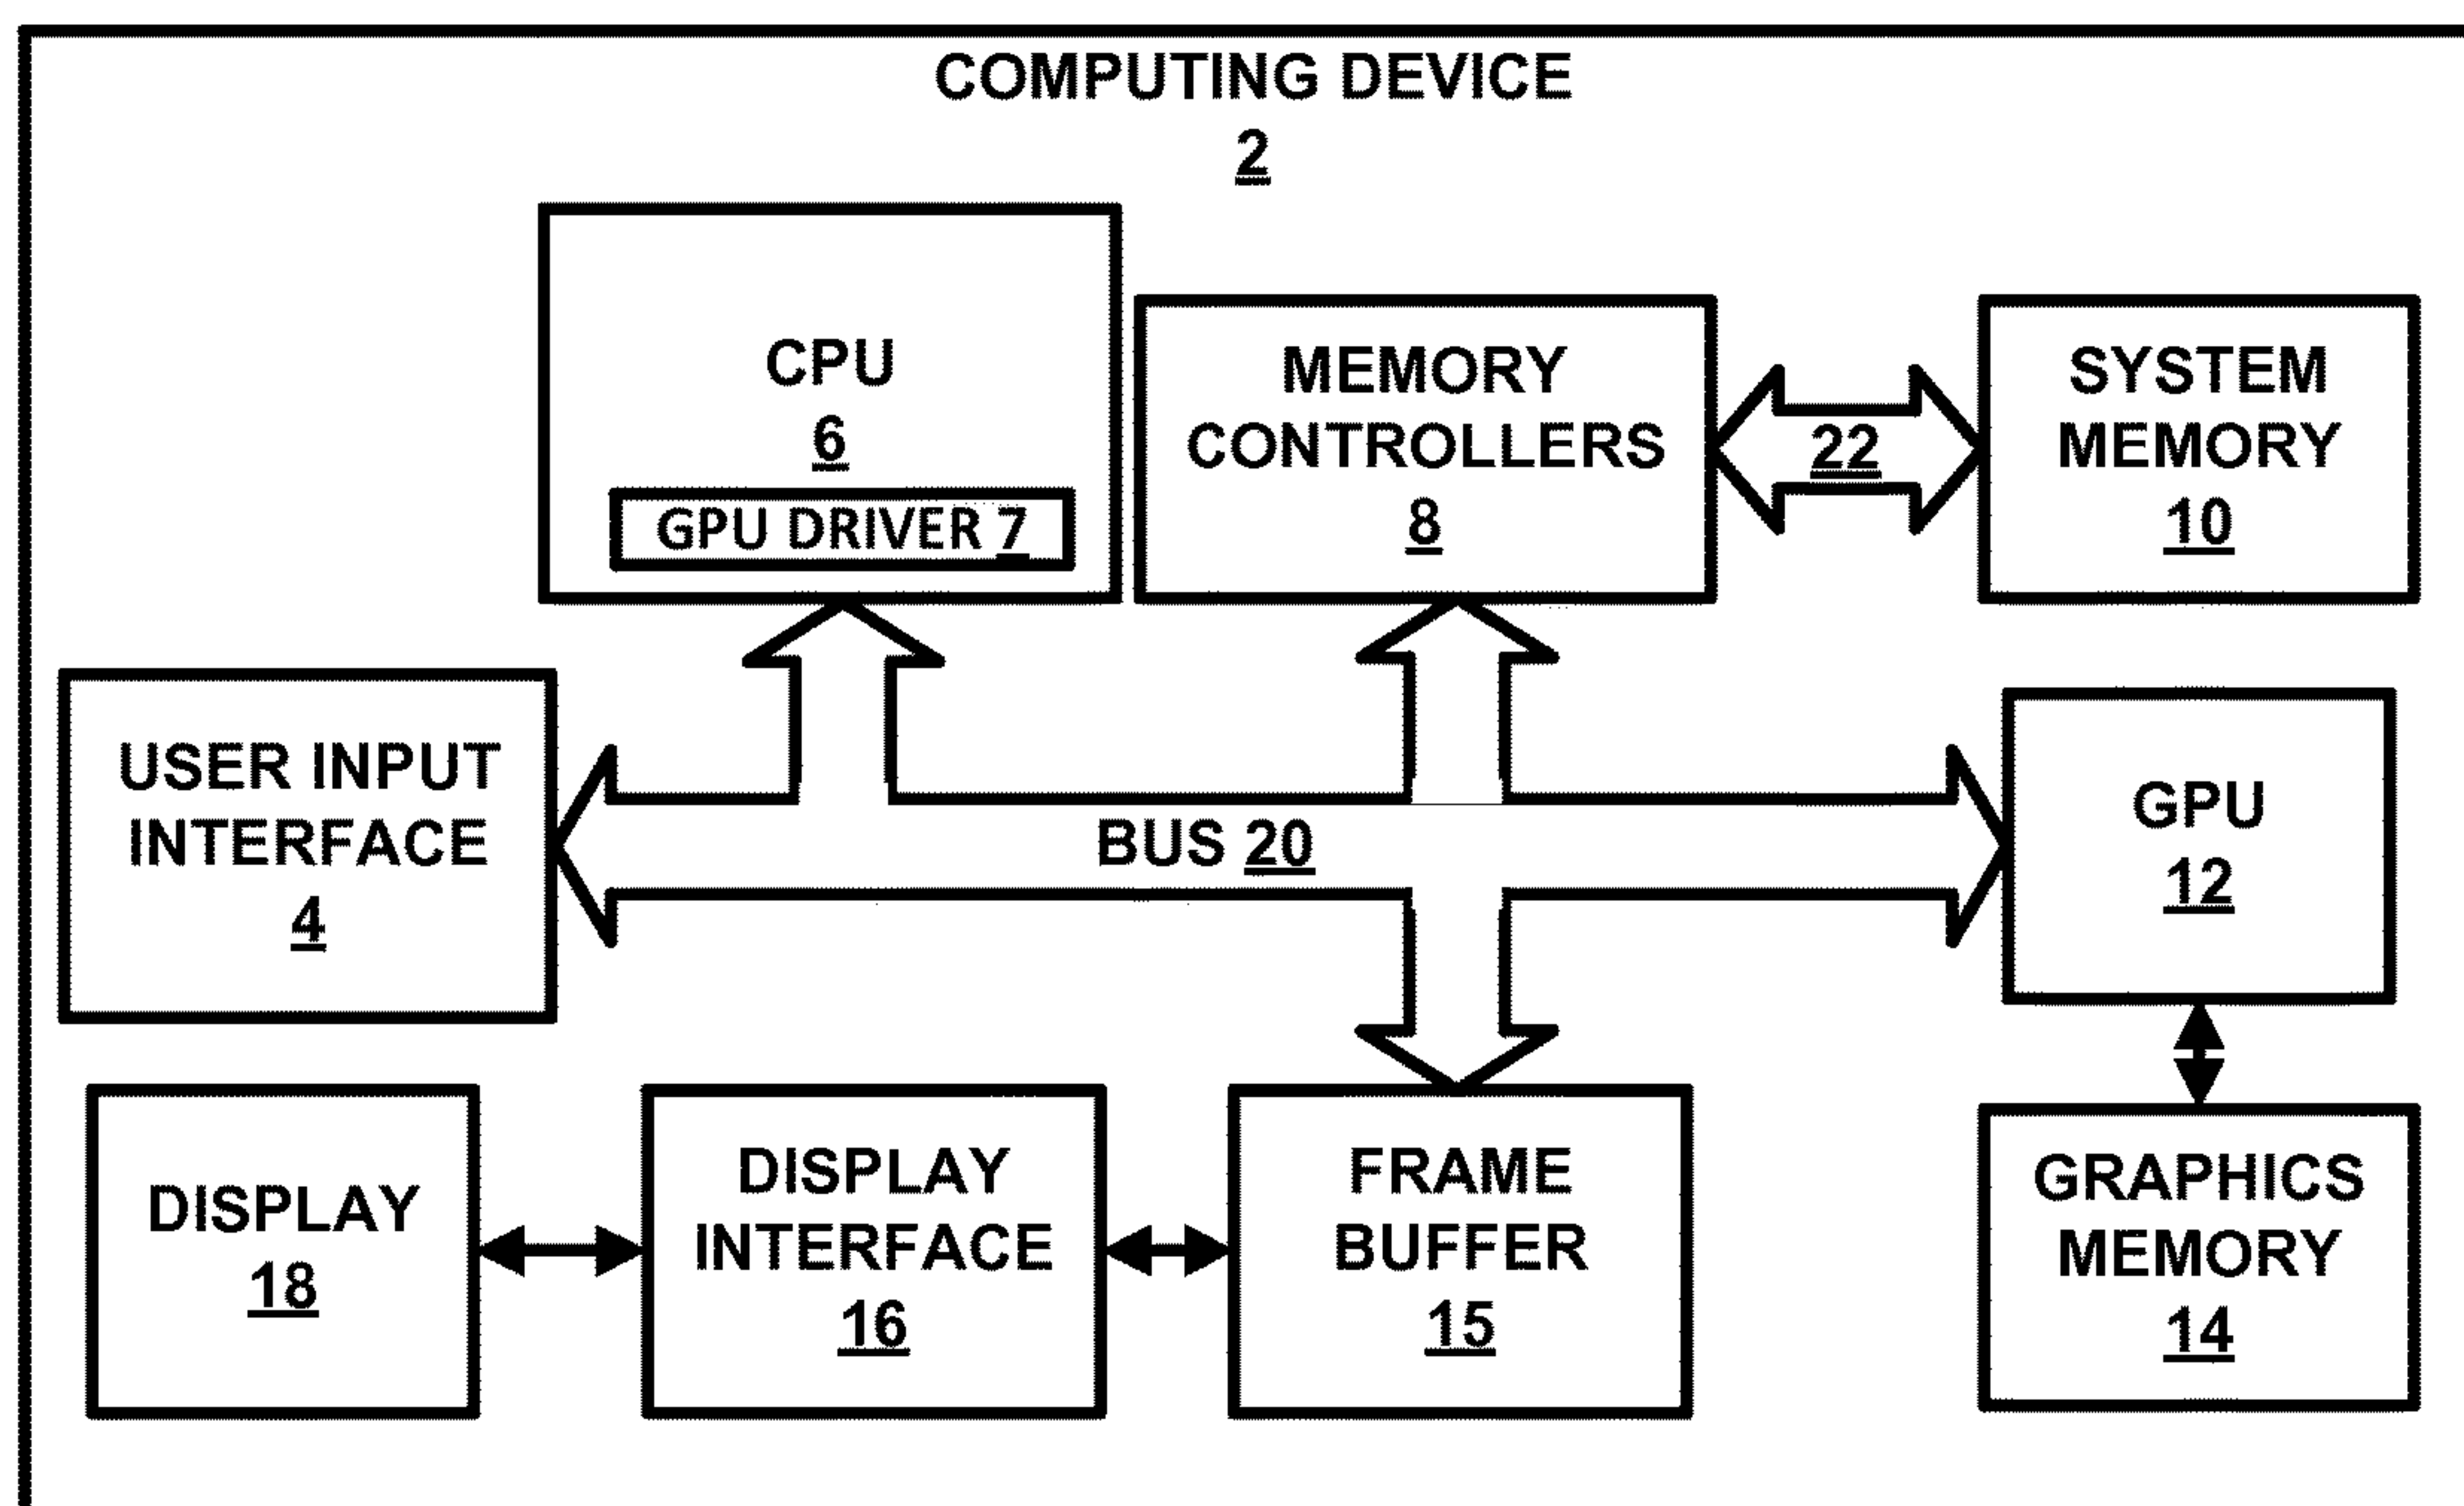 COMPUTING DEVICE
2
CPU
6
GPU DRIVER 7
MEMORY
CONTROLLERS
8
22
SYSTEM
MEMORY
10
USER INPUT
INTERFACE
4
BUS 20
GPU
12
DISPLAY
18
DISPLAY
INTERFACE
16
FRAME
BUFFER
15
GRAPHICS
MEMORY
14